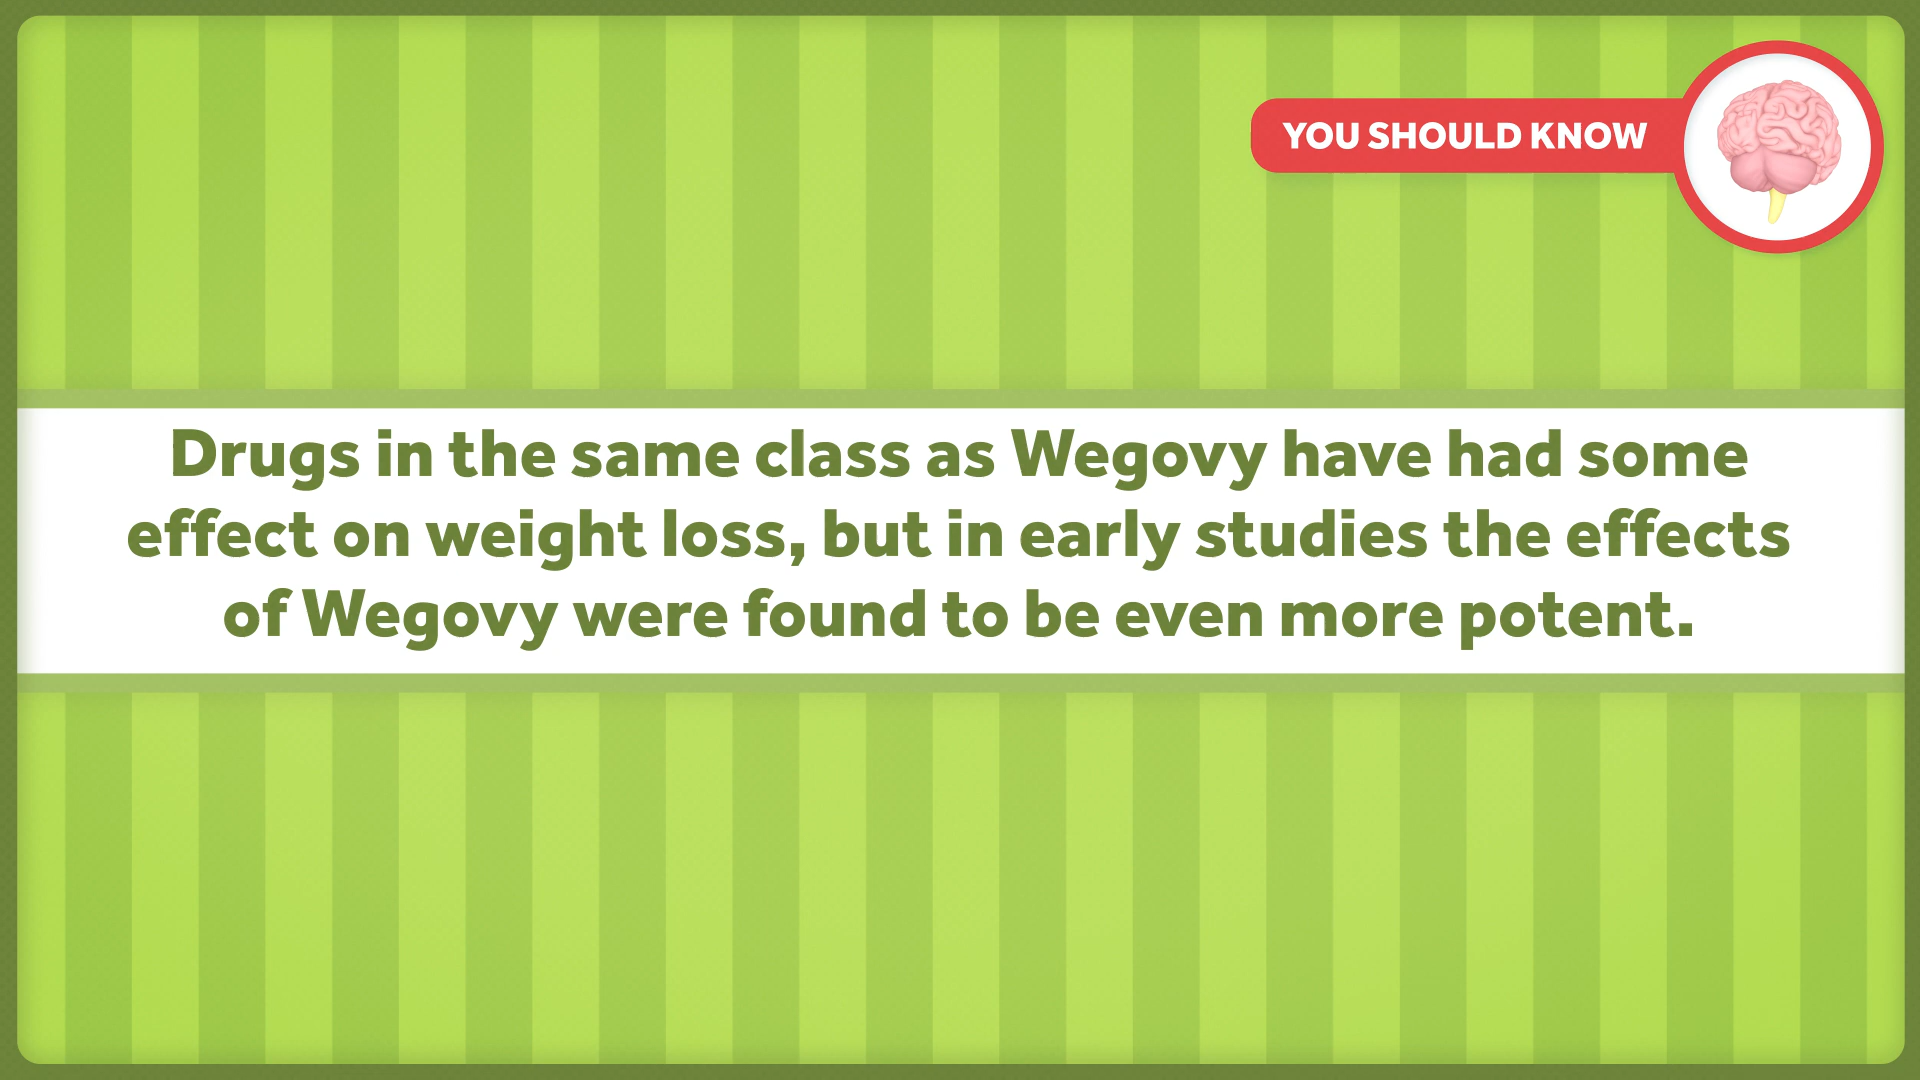 YOU SHOULD KNOW
Drugs in the same class as Wegovy have had some
effect on weight loss, but in early studies the effects
of Wegovy were found to be even more potent.